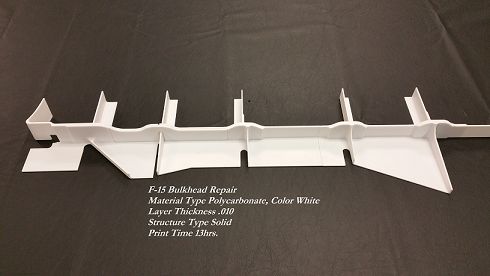 F-15 Bulkhead Repair
Material Type Polycarbonate, Color White
Layer Thickness .010
Structure Type Solid
Print Time 13hrs.